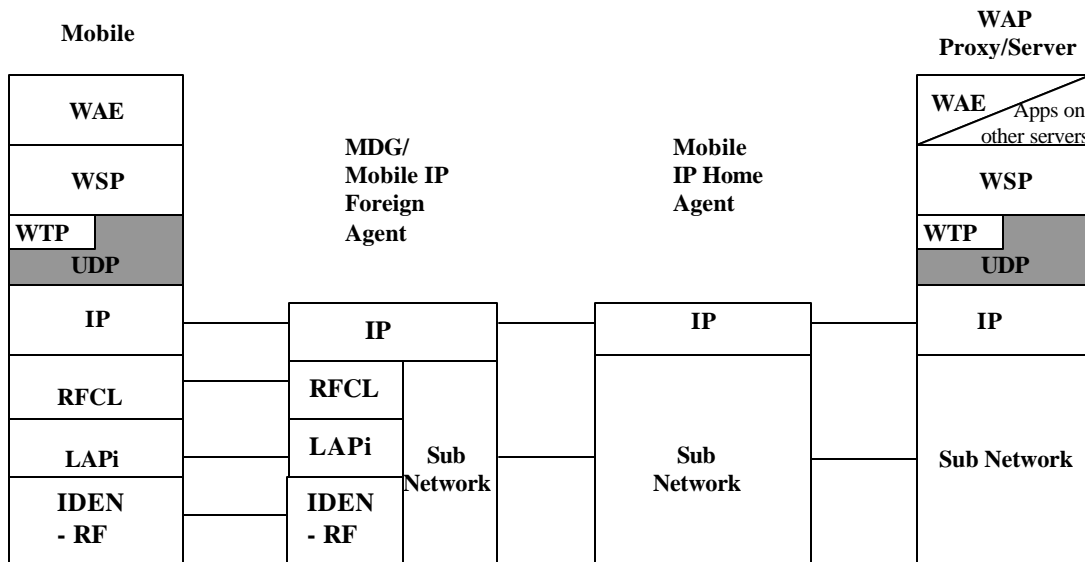 Mobile
WAE
WSP
WTP
UDP
IP
RFCL
LAPi
IDEN
- RF
MDG/
Mobile IP
Foreign
Agent
IP
RFCL
LAPi
IDEN
- RF
Sub
Network
Mobile
IP Home
Agent
IP
Sub
Network
WAP
Proxy/Server
WAE
Apps on
other servers
WSP
WTP
UDP
IP
Sub Network